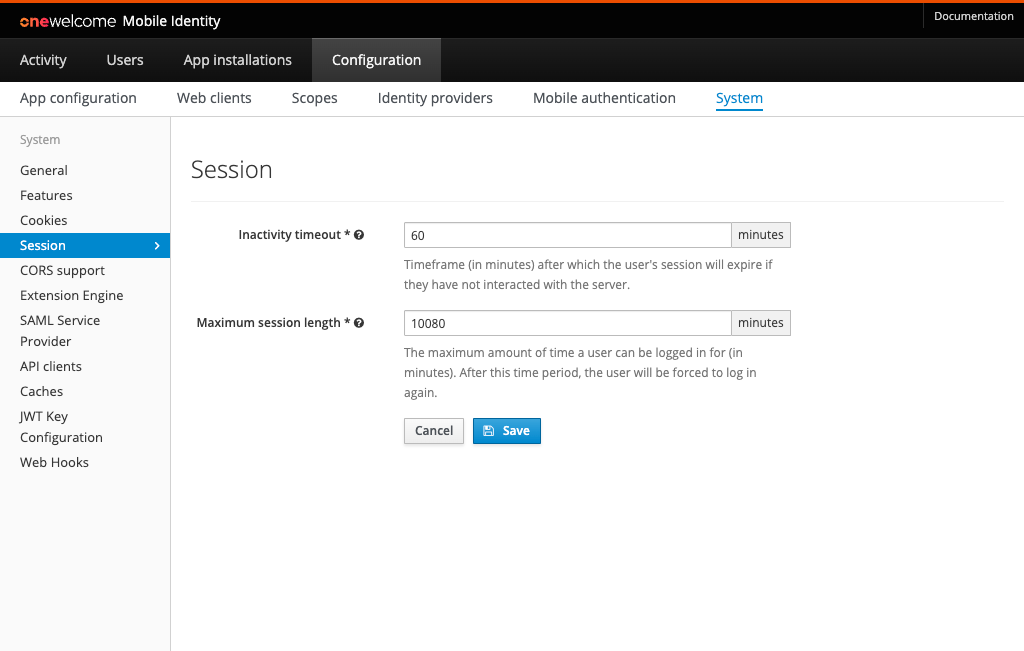 onewelcome Mobile Identity
Documentation
Activity Users App installations Configuration
App configuration Web clients Scopes Identity providers Mobile authentication System
System
General
Features
Cookies
Session
CORS support
Extension Engine
SAML Service
Provider
API clients
Caches
JWT Key
Configuration
Web Hooks
Session
Inactivity timeout * 60 minutes
Timeframe (in minutes) after which the user's session will expire if
they have not interacted with the server.
Maximum session length * 10080 minutes
The maximum amount of time a user can be logged in for (in
minutes). After this time period, the user will be forced to log in
again.
Cancel Save